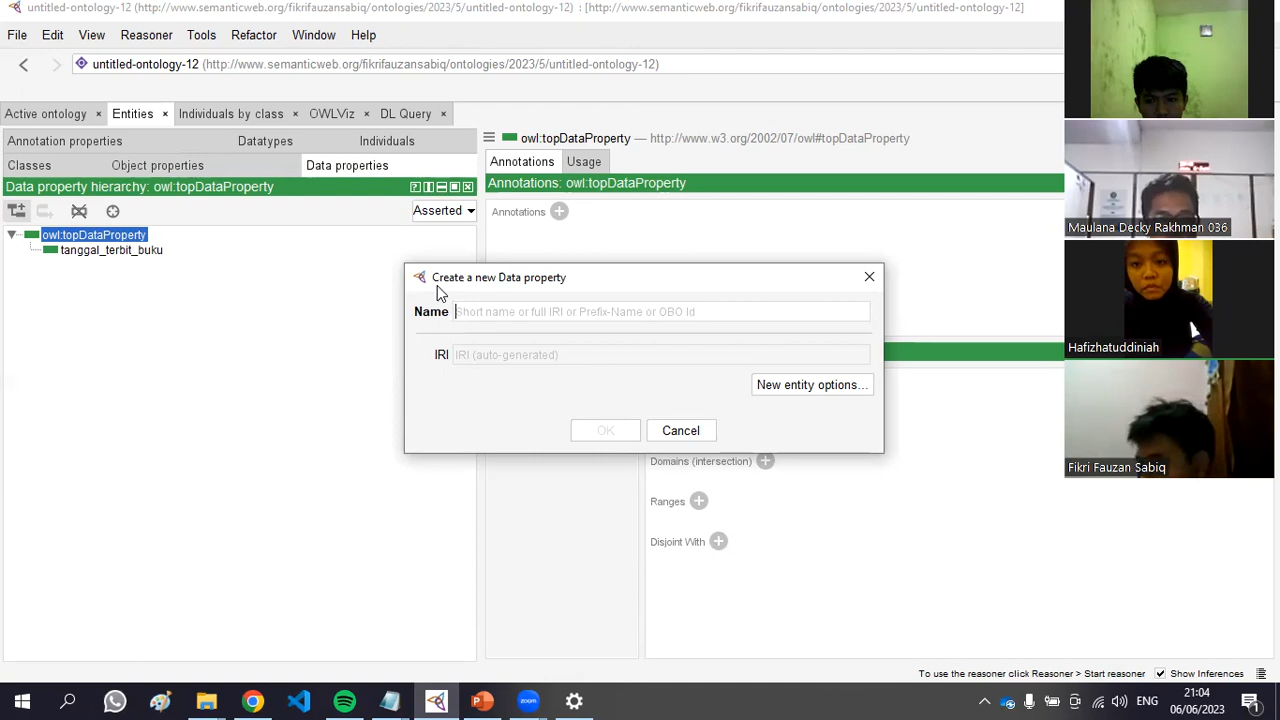 untitled-ontology-12 (http://www.semanticweb.org/fikrifauzansabiq/ontologies/2023/5/untitled-ontology-12) : [http://www.semanticweb.org/fikrifauzansabiq/ontologies/2023/5/untitled-ontology-12]
File Edit View Reasoner Tools Refactor Window Help
untitled-ontology-12 (http://www.semanticweb.org/fikrifauzansabiq/ontologies/2023/5/untitled-ontology-12)
Active ontology × Entities × Individuals by class × OWLViz × DL Query ×
Annotation properties Datatypes Individuals
Classes Object properties Data properties
Data property hierarchy: owl:topDataProperty
Asserted
owl:topDataProperty
tanggal_terbit_buku
owl:topDataProperty — http://www.w3.org/2002/07/owl#topDataProperty
Annotations Usage
Annotations: owl:topDataProperty
Annotations
Create a new Data property
Name Short name or full IRI or Prefix-Name or OBO Id
IRI IRI (auto-generated)
New entity options...
OK Cancel
Domains (intersection)
Ranges
Disjoint With
To use the reasoner click Reasoner > Start reasoner Show Inferences
Maulana Decky Rakhman 036
Hafizhatuddiniah
Fikri Fauzan Sabiq
ENG
21:04
06/06/2023
1